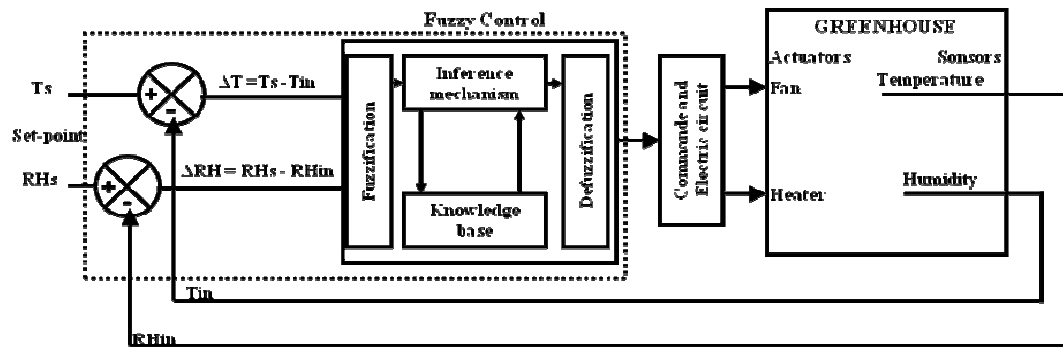 Fuzzy Control
GREENHOUSE
Actuators
Sonsors
Temperature
Fan
Humidity
Heater
Ts
Set-point
RHs
+
-
ΔT = Ts - Tin
+
-
ΔRH = RHs - RHin
Fuzzification
Inference
mechanism
Knowledge
base
Defuzzification
Commande and
Electric circuit
Tin
RHin